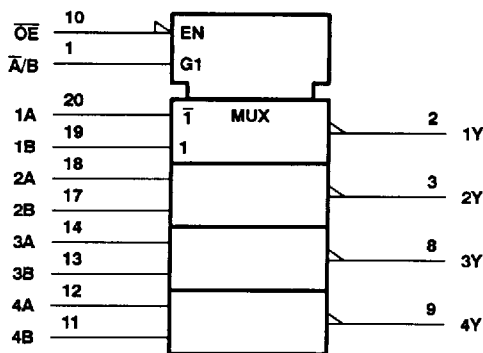 O̅E̅ 10 EN
A̅/B 1 G1
1A 20 1̅ MUX 2 1Y
1B 19 1
2A 18 3 2Y
2B 17
3A 14 8 3Y
3B 13
4A 12 9 4Y
4B 11